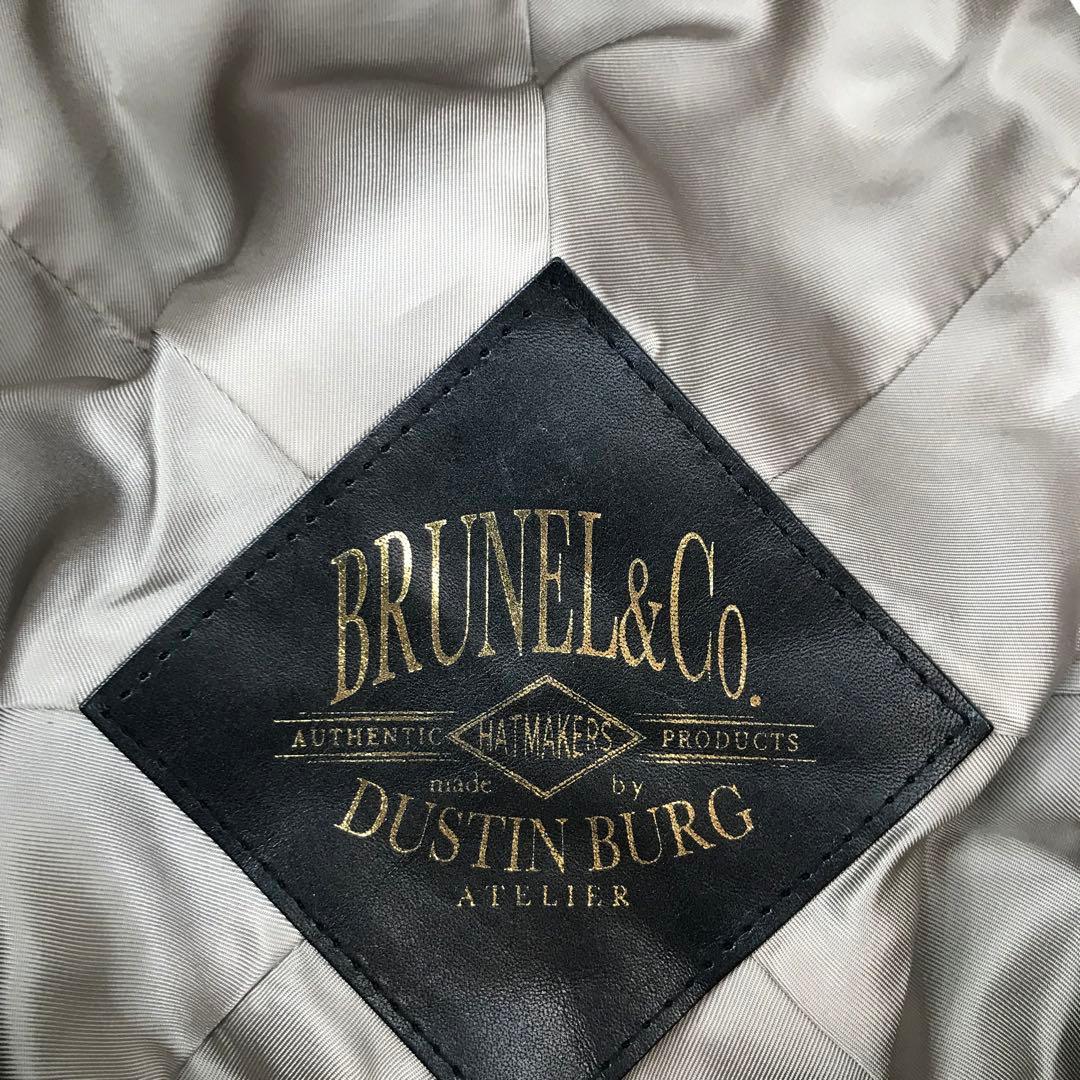 BRUNEL&Co.
AUTHENTIC HATMAKERS PRODUCTS
made by
DUSTIN BURG
ATELIER